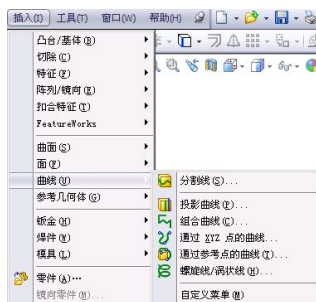 插入(I) 工具(T) 窗口(W) 帮助(H)
凸台/基体(B)
切除(C)
特征(F)
阵列/镜向(E)
扣合特征(T)
FeatureWorks
曲面(S)
面(F)
曲线(U)
参考几何体(G)
钣金(H)
焊件(W)
模具(L)
零件(A)...
镜向零件(M)...
分割线(S)...
投影曲线(P)...
组合曲线(C)...
通过 XYZ 点的曲线...
通过参考点的曲线(T)...
螺旋线/涡状线(H)...
自定义菜单(M)